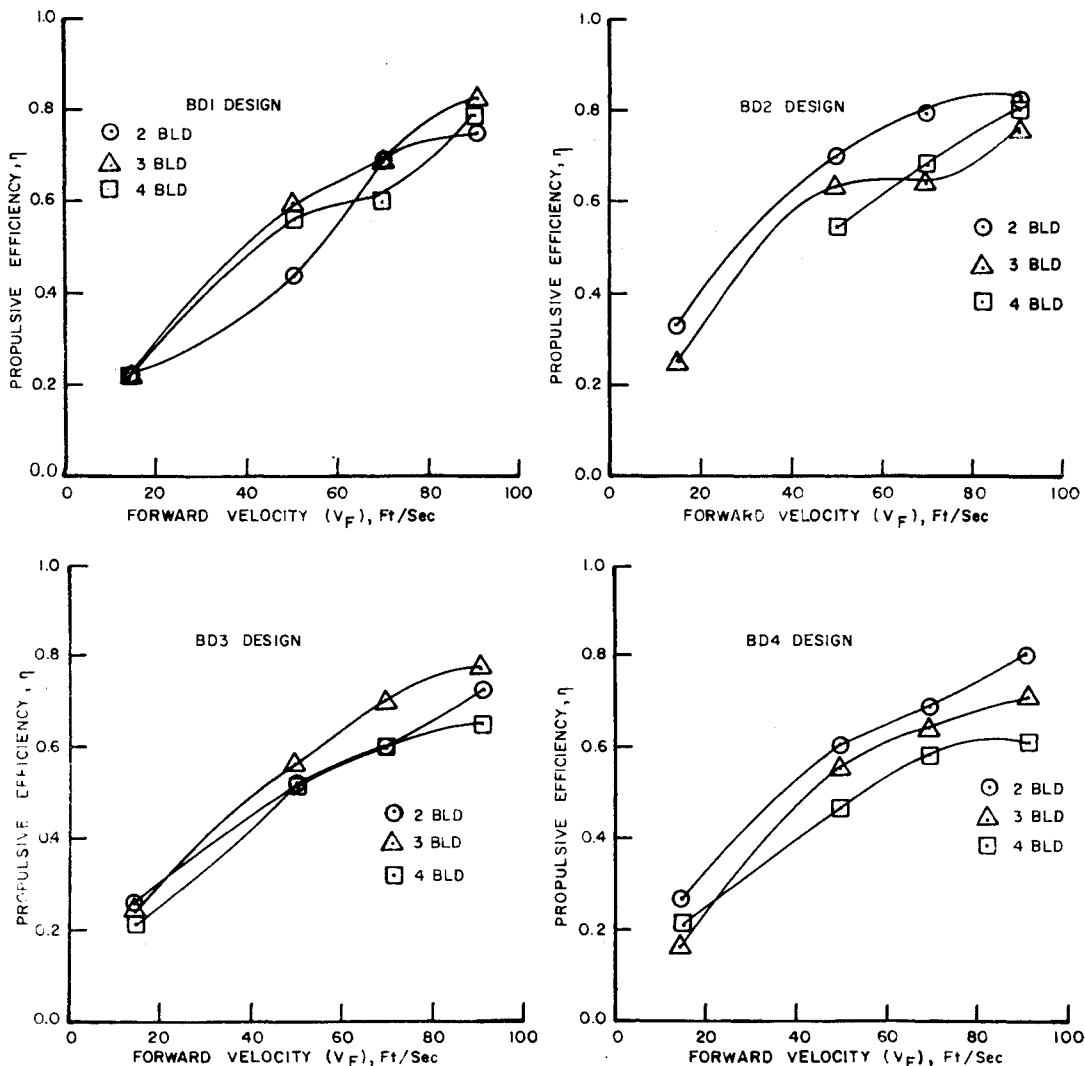 1.0
0.8
0.6
0.4
0.2
0.0
PROPULSIVE EFFICIENCY, η
BD1 DESIGN
2 BLD
3 BLD
4 BLD
0 20 40 60 80 100
FORWARD VELOCITY (VF), Ft/Sec
1.0
0.8
0.6
0.4
0.2
0.0
PROPULSIVE EFFICIENCY, η
BD2 DESIGN
2 BLD
3 BLD
4 BLD
0 20 40 60 80 100
FORWARD VELOCITY (VF), Ft/Sec
1.0
0.8
0.6
0.4
0.2
0.0
PROPULSIVE EFFICIENCY, η
BD3 DESIGN
2 BLD
3 BLD
4 BLD
0 20 40 60 80 100
FORWARD VELOCITY (VF), Ft/Sec
1.0
0.8
0.6
0.4
0.2
0.0
PROPULSIVE EFFICIENCY, η
BD4 DESIGN
2 BLD
3 BLD
4 BLD
0 20 40 60 80 100
FORWARD VELOCITY (VF), Ft/Sec